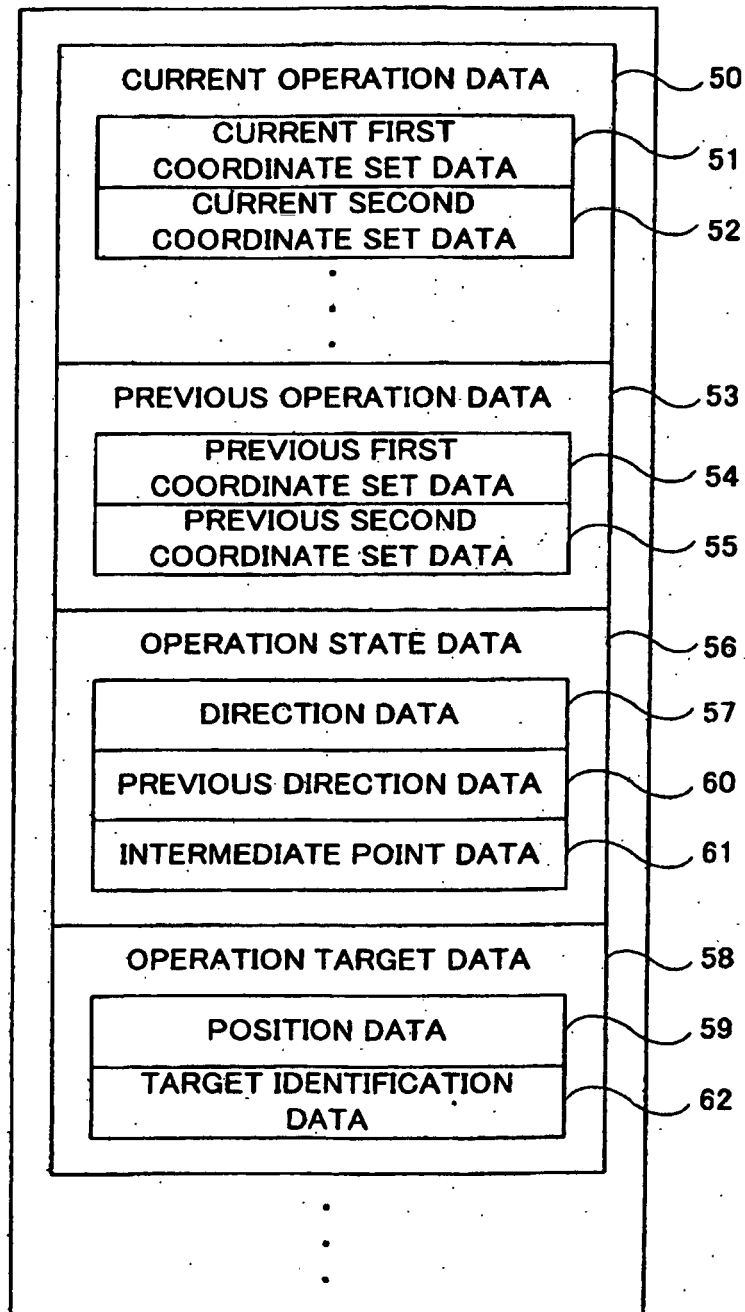 CURRENT OPERATION DATA 50
CURRENT FIRST
COORDINATE SET DATA 51
CURRENT SECOND
COORDINATE SET DATA 52
PREVIOUS OPERATION DATA 53
PREVIOUS FIRST
COORDINATE SET DATA 54
PREVIOUS SECOND
COORDINATE SET DATA 55
OPERATION STATE DATA 56
DIRECTION DATA 57
PREVIOUS DIRECTION DATA 60
INTERMEDIATE POINT DATA 61
OPERATION TARGET DATA 58
POSITION DATA 59
TARGET IDENTIFICATION
DATA 62